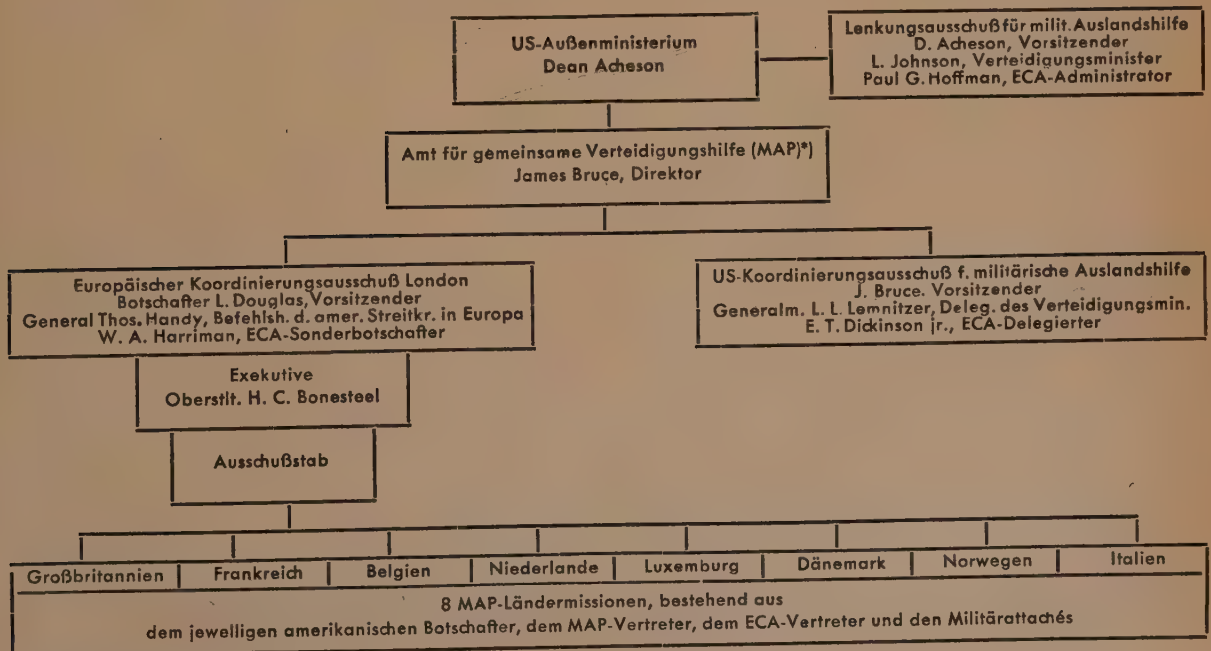 US-Außenministerium
Dean Acheson
Lenkungsausschuß für milit. Auslandshilfe
D. Acheson, Vorsitzender
L. Johnson, Verteidigungsminister
Paul G. Hoffman, ECA-Administrator
Amt für gemeinsame Verteidigungshilfe (MAP)*)
James Bruce, Direktor
Europäischer Koordinierungsausschuß London
Botschafter L. Douglas, Vorsitzender
General Thos. Handy, Befehlsh. d. amer. Streitkr. in Europa
W. A. Harriman, ECA-Sonderbotschafter
US-Koordinierungsausschuß f. militärische Auslandshilfe
J. Bruce. Vorsitzender
Generalm. L. L. Lemnitzer, Deleg. des Verteidigungsmin.
E. T. Dickinson jr., ECA-Delegierter
Exekutive
Oberstlt. H. C. Bonesteel
Ausschußstab
Großbritannien Frankreich Belgien Niederlande Luxemburg Dänemark Norwegen Italien
8 MAP-Ländermissionen, bestehend aus
dem jewelligen amerikanischen Botschafter, dem MAP-Vertreter, dem ECA-Vertreter und den Militärattachés